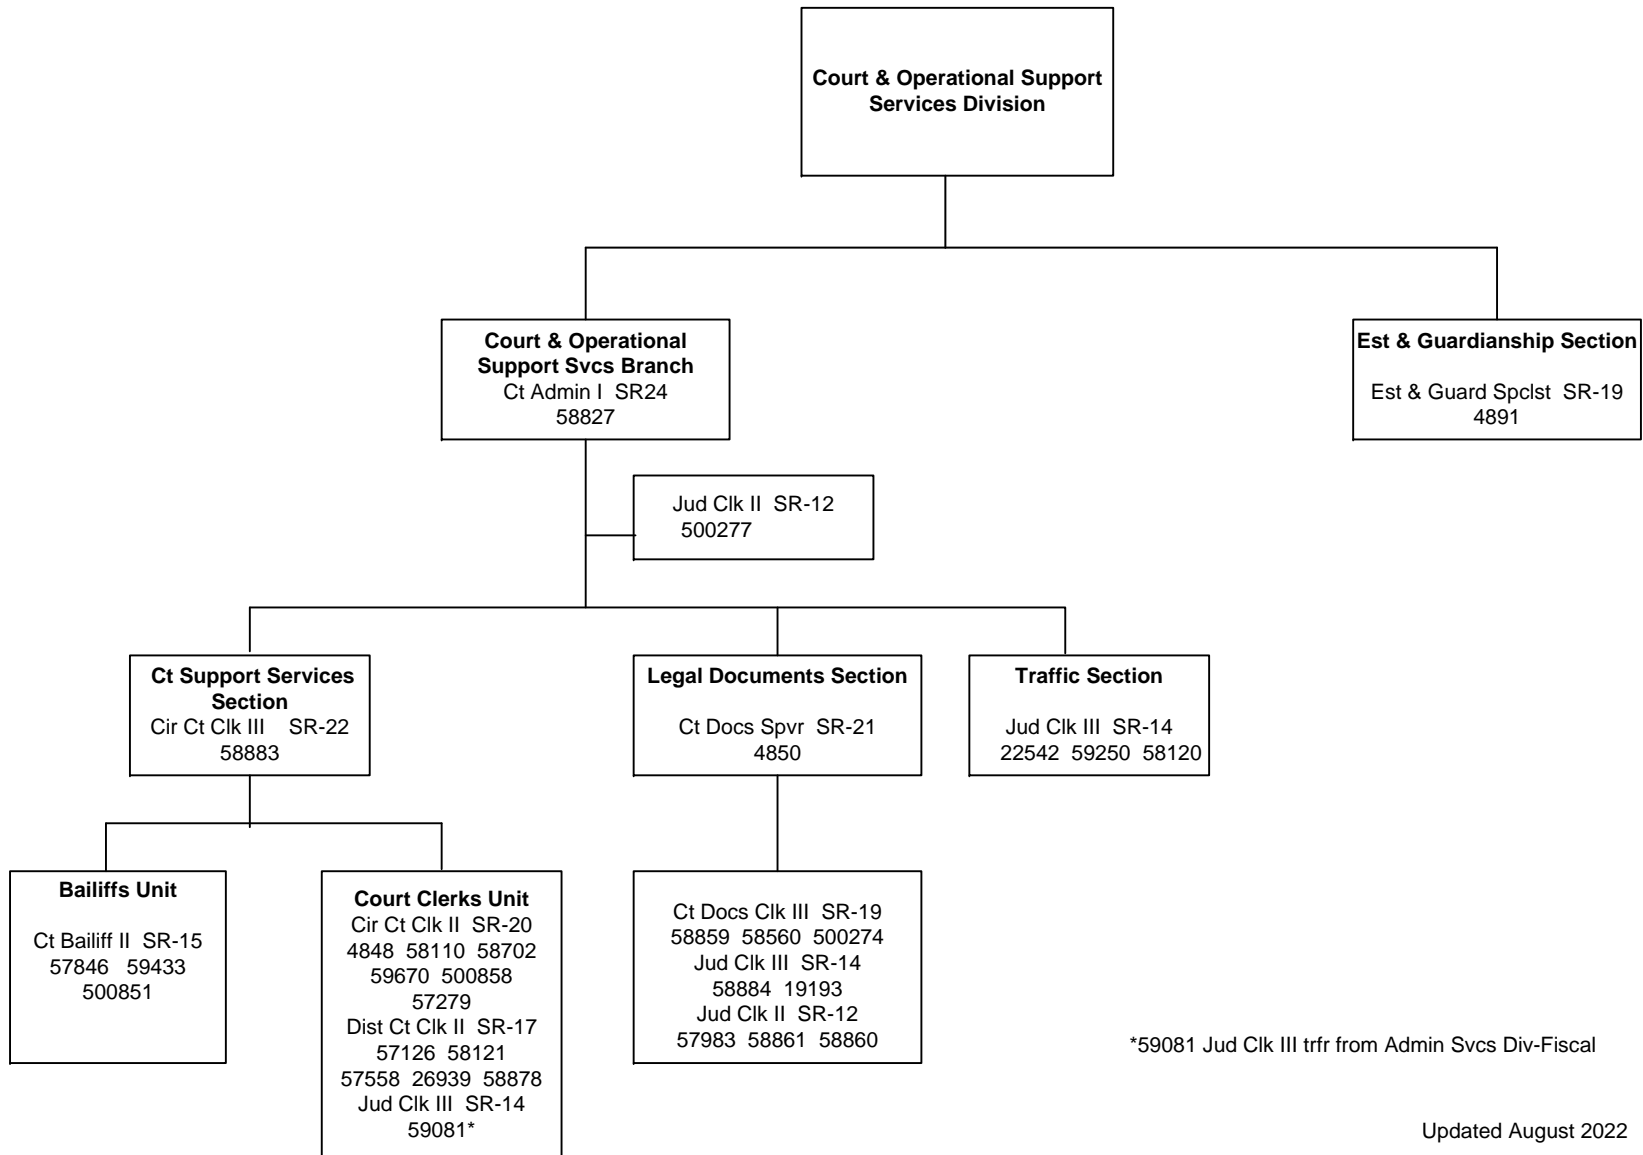 Court & Operational Support
Services Division
Court & Operational
Support Svcs Branch
Ct Admin I  SR24
58827
Est & Guardianship Section
Est & Guard Spclst  SR-19
4891
Jud Clk II  SR-12
500277
Ct Support Services
Section
Cir Ct Clk III    SR-22
58883
Legal Documents Section
Ct Docs Spvr  SR-21
4850
Traffic Section
Jud Clk III  SR-14
22542  59250  58120
Bailiffs Unit
Ct Bailiff II  SR-15
57846   59433
500851
Court Clerks Unit
Cir Ct Clk II  SR-20
4848  58110  58702
59670  500858
57279
Dist Ct Clk II  SR-17
57126  58121
57558  26939  58878
Jud Clk III  SR-14
59081*
Ct Docs Clk III  SR-19
58859  58560  500274
Jud Clk III  SR-14
58884  19193
Jud Clk II  SR-12
57983  58861  58860
*59081 Jud Clk III trfr from Admin Svcs Div-Fiscal
Updated August 2022